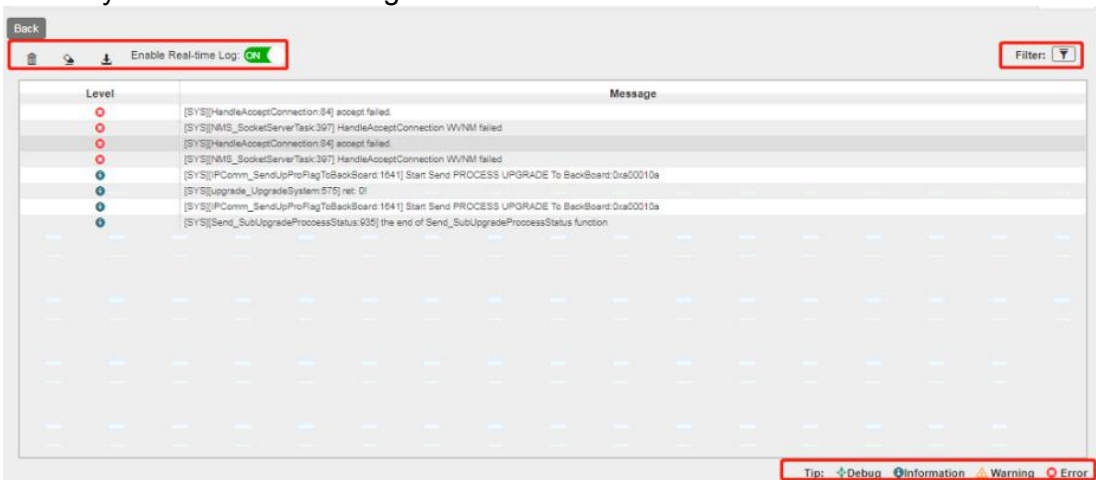 Back
Enable Real-time Log: ON
Filter:
Level Message
[SYS][HandleAcceptConnection:84] accept failed.
[SYS][NMS_SocketServerTask:397] HandleAcceptConnection WVNM failed
[SYS][HandleAcceptConnection:84] accept failed.
[SYS][NMS_SocketServerTask:397] HandleAcceptConnection WVNM failed
[SYS][IPComm_SendUpProFlagToBackBoard:1641] Start Send PROCESS UPGRADE To BackBoard:0xa00010a
[SYS][upgrade_UpgradeSystem:575] ret: 0!
[SYS][IPComm_SendUpProFlagToBackBoard:1641] Start Send PROCESS UPGRADE To BackBoard:0xa00010a
[SYS][Send_SubUpgradeProccessStatus:935] the end of Send_SubUpgradeProccessStatus function
Tip: Debug Information Warning Error